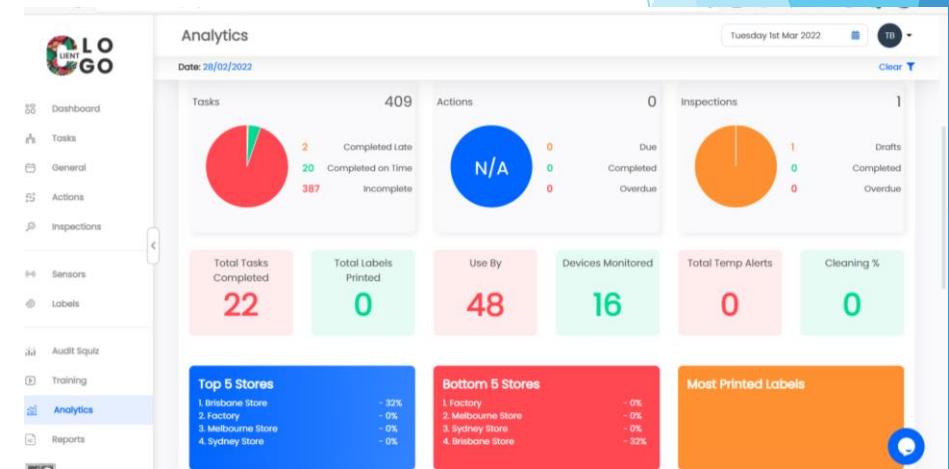 CLIENT LOGO
Analytics
Tuesday 1st Mar 2022
TB
Date: 28/02/2022
Clear
Dashboard
Tasks
General
Actions
Inspections
Sensors
Labels
Audit Squiz
Training
Analytics
Reports
Tasks 409
2 Completed Late
20 Completed on Time
387 Incomplete
Actions 0
N/A
0 Due
0 Completed
0 Overdue
Inspections 1
1 Drafts
0 Completed
0 Overdue
Total Tasks
Completed
22
Total Labels
Printed
0
Use By
48
Devices Monitored
16
Total Temp Alerts
0
Cleaning %
0
Top 5 Stores
1. Brisbane Store - 32%
2. Factory - 0%
3. Melbourne Store - 0%
4. Sydney Store - 0%
Bottom 5 Stores
1. Factory - 0%
2. Melbourne Store - 0%
3. Sydney Store - 0%
4. Brisbane Store - 32%
Most Printed Labels